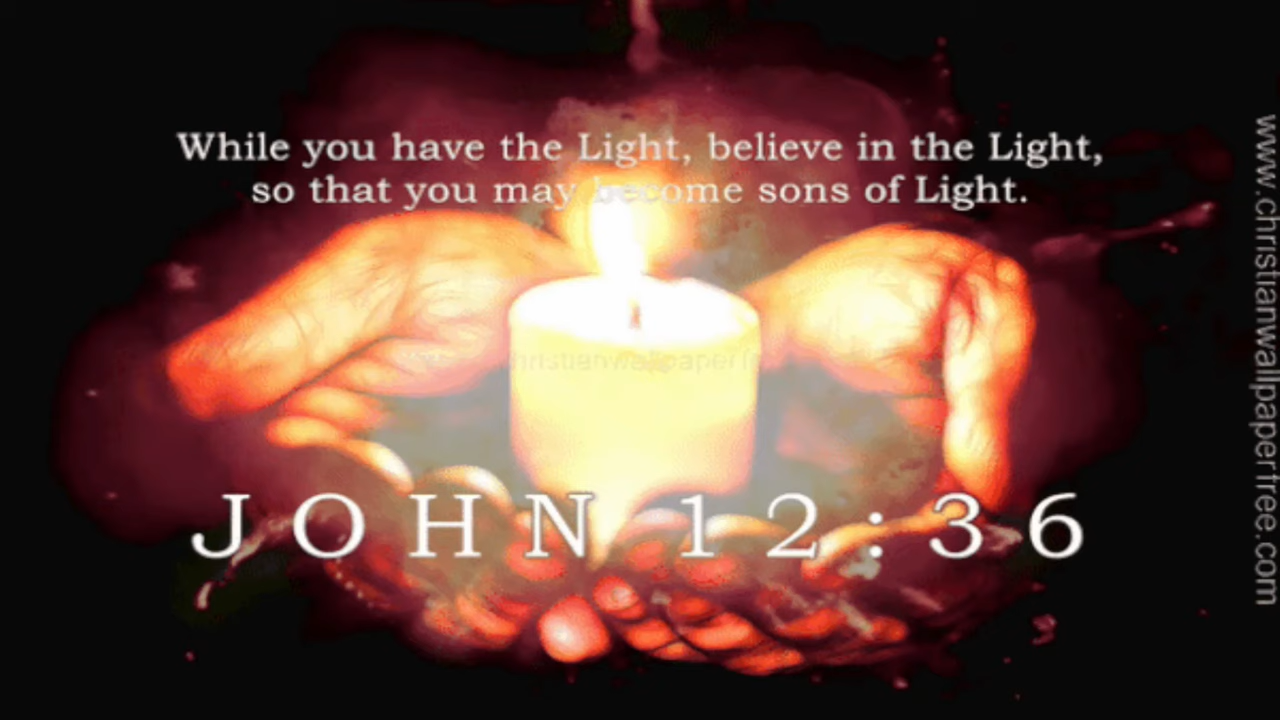 While you have the Light, believe in the Light,
so that you may become sons of Light.
JOHN 12:36
www.christianwallpaperfree.com